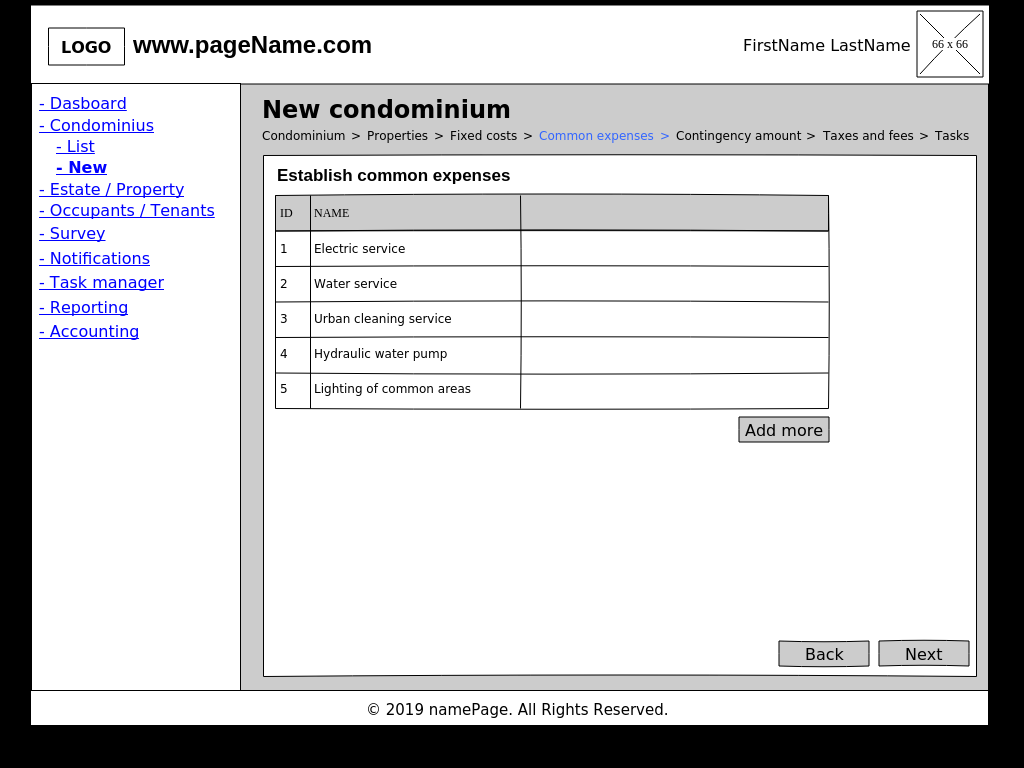 LOGO www.pageName.com FirstName LastName 66 x 66
- Dasboard
- Condominius
- List
- New
- Estate / Property
- Occupants / Tenants
- Survey
- Notifications
- Task manager
- Reporting
- Accounting
New condominium
Condominium > Properties > Fixed costs > Common expenses > Contingency amount > Taxes and fees > Tasks
Establish common expenses
ID NAME
1 Electric service
2 Water service
3 Urban cleaning service
4 Hydraulic water pump
5 Lighting of common areas
Add more
Back Next
© 2019 namePage. All Rights Reserved.